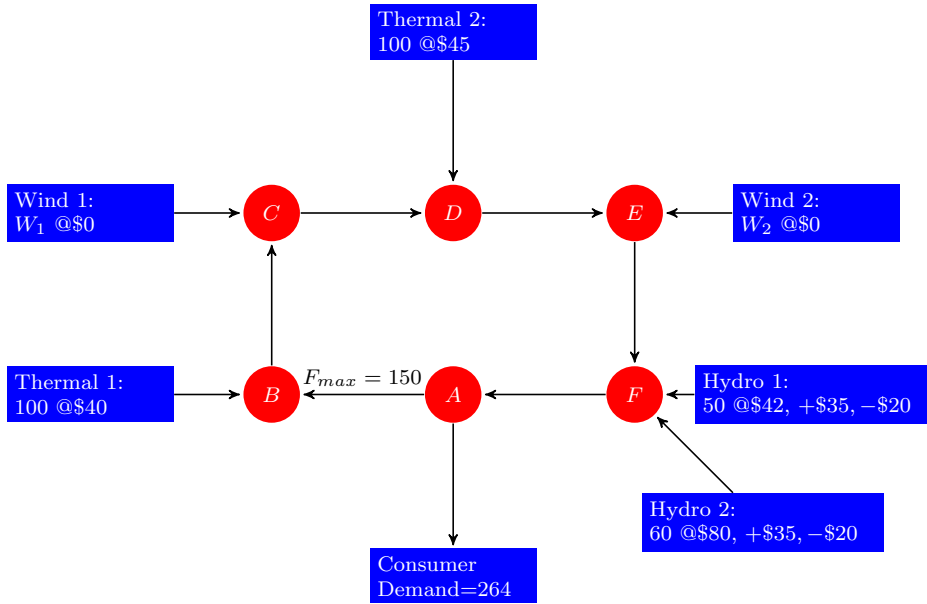 Thermal 2:
100 @$45
Wind 1:
W₁ @$0
C
D
E
Wind 2:
W₂ @$0
Thermal 1:
100 @$40
B
Fₘₐₓ = 150
A
F
Hydro 1:
50 @$42, +$35, −$20
Hydro 2:
60 @$80, +$35, −$20
Consumer
Demand=264